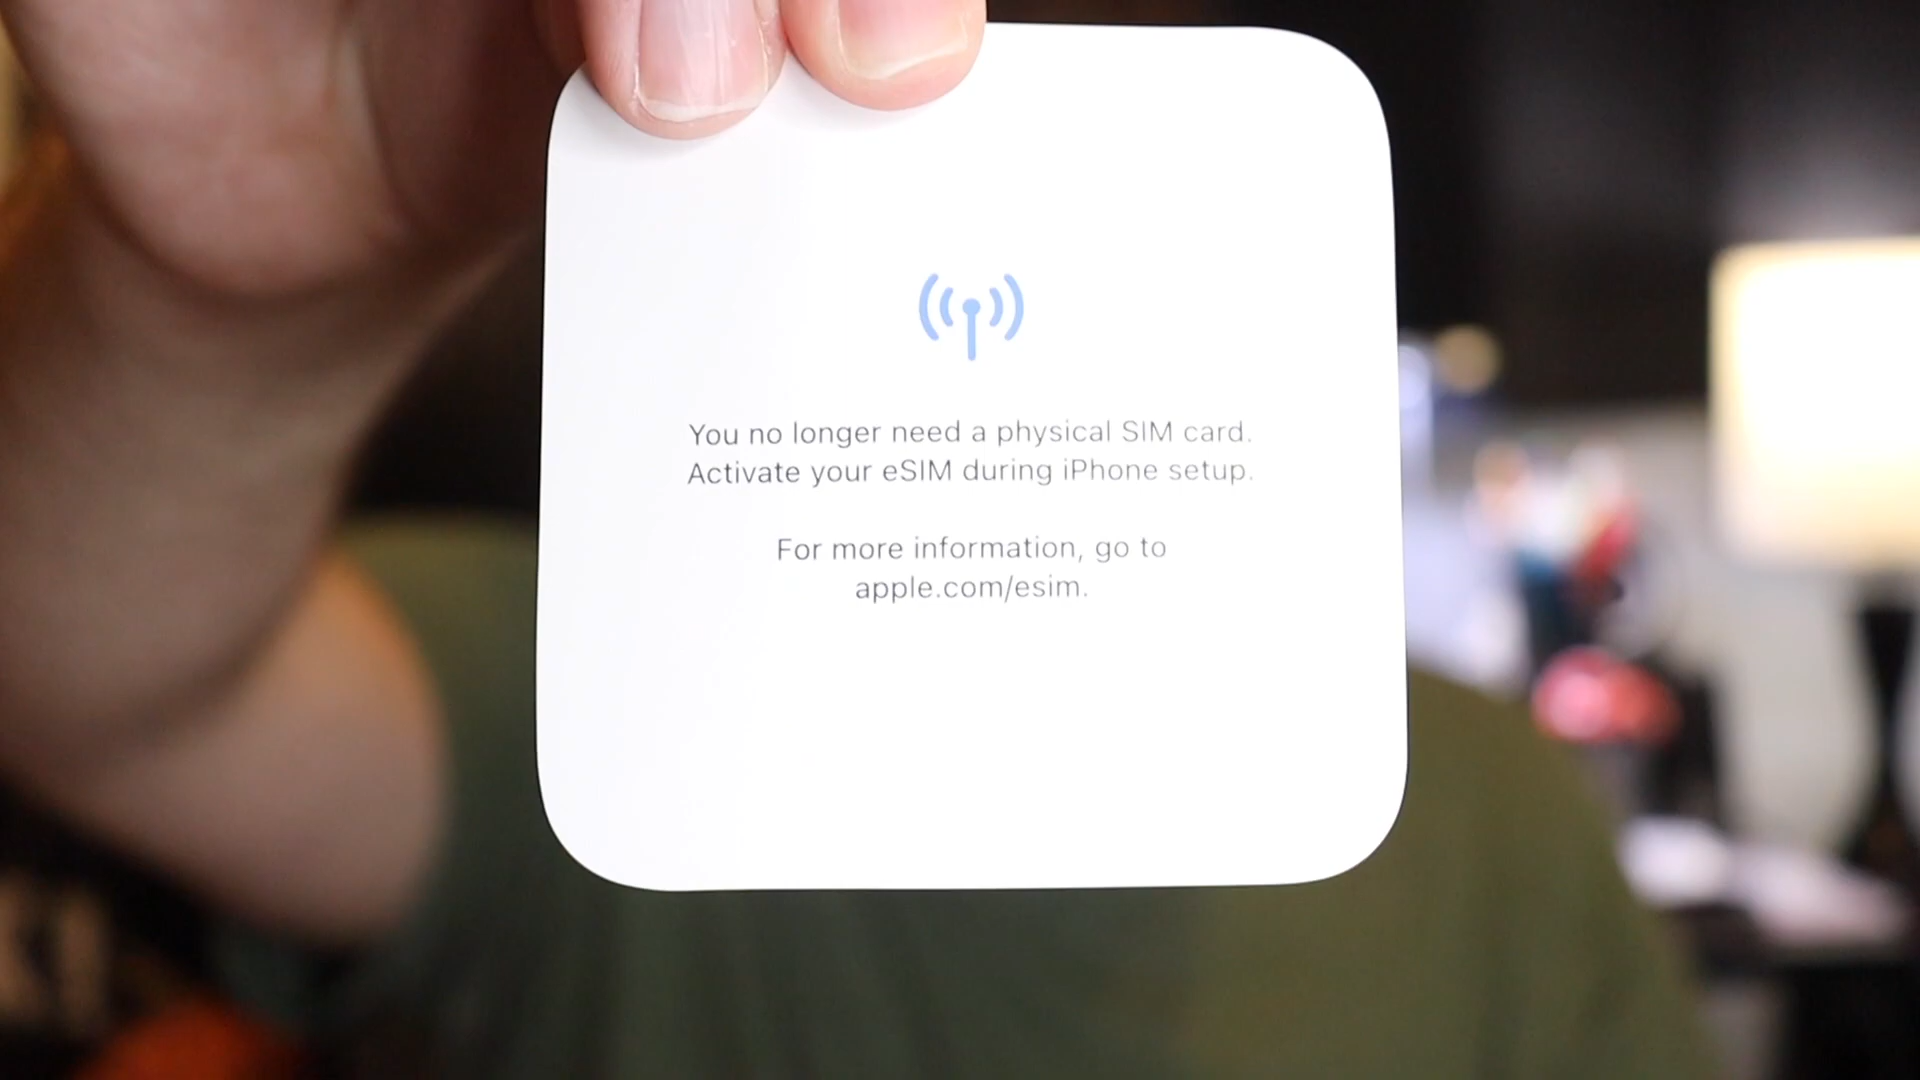 You no longer need a physical SIM card.
Activate your eSIM during iPhone setup.
For more information, go to
apple.com/esim.